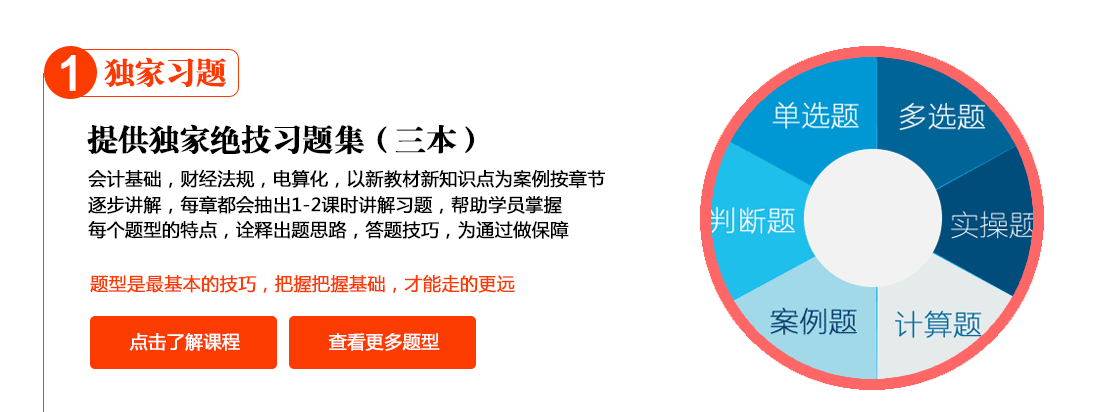 1 独家习题
提供独家绝技习题集（三本）
会计基础，财经法规，电算化，以新教材新知识点为案例按章节
逐步讲解，每章都会抽出1-2课时讲解习题，帮助学员掌握
每个题型的特点，诠释出题思路，答题技巧，为通过做保障
题型是最基本的技巧，把握把握基础，才能走的更远
点击了解课程
查看更多题型
单选题
多选题
判断题
实操题
案例题
计算题